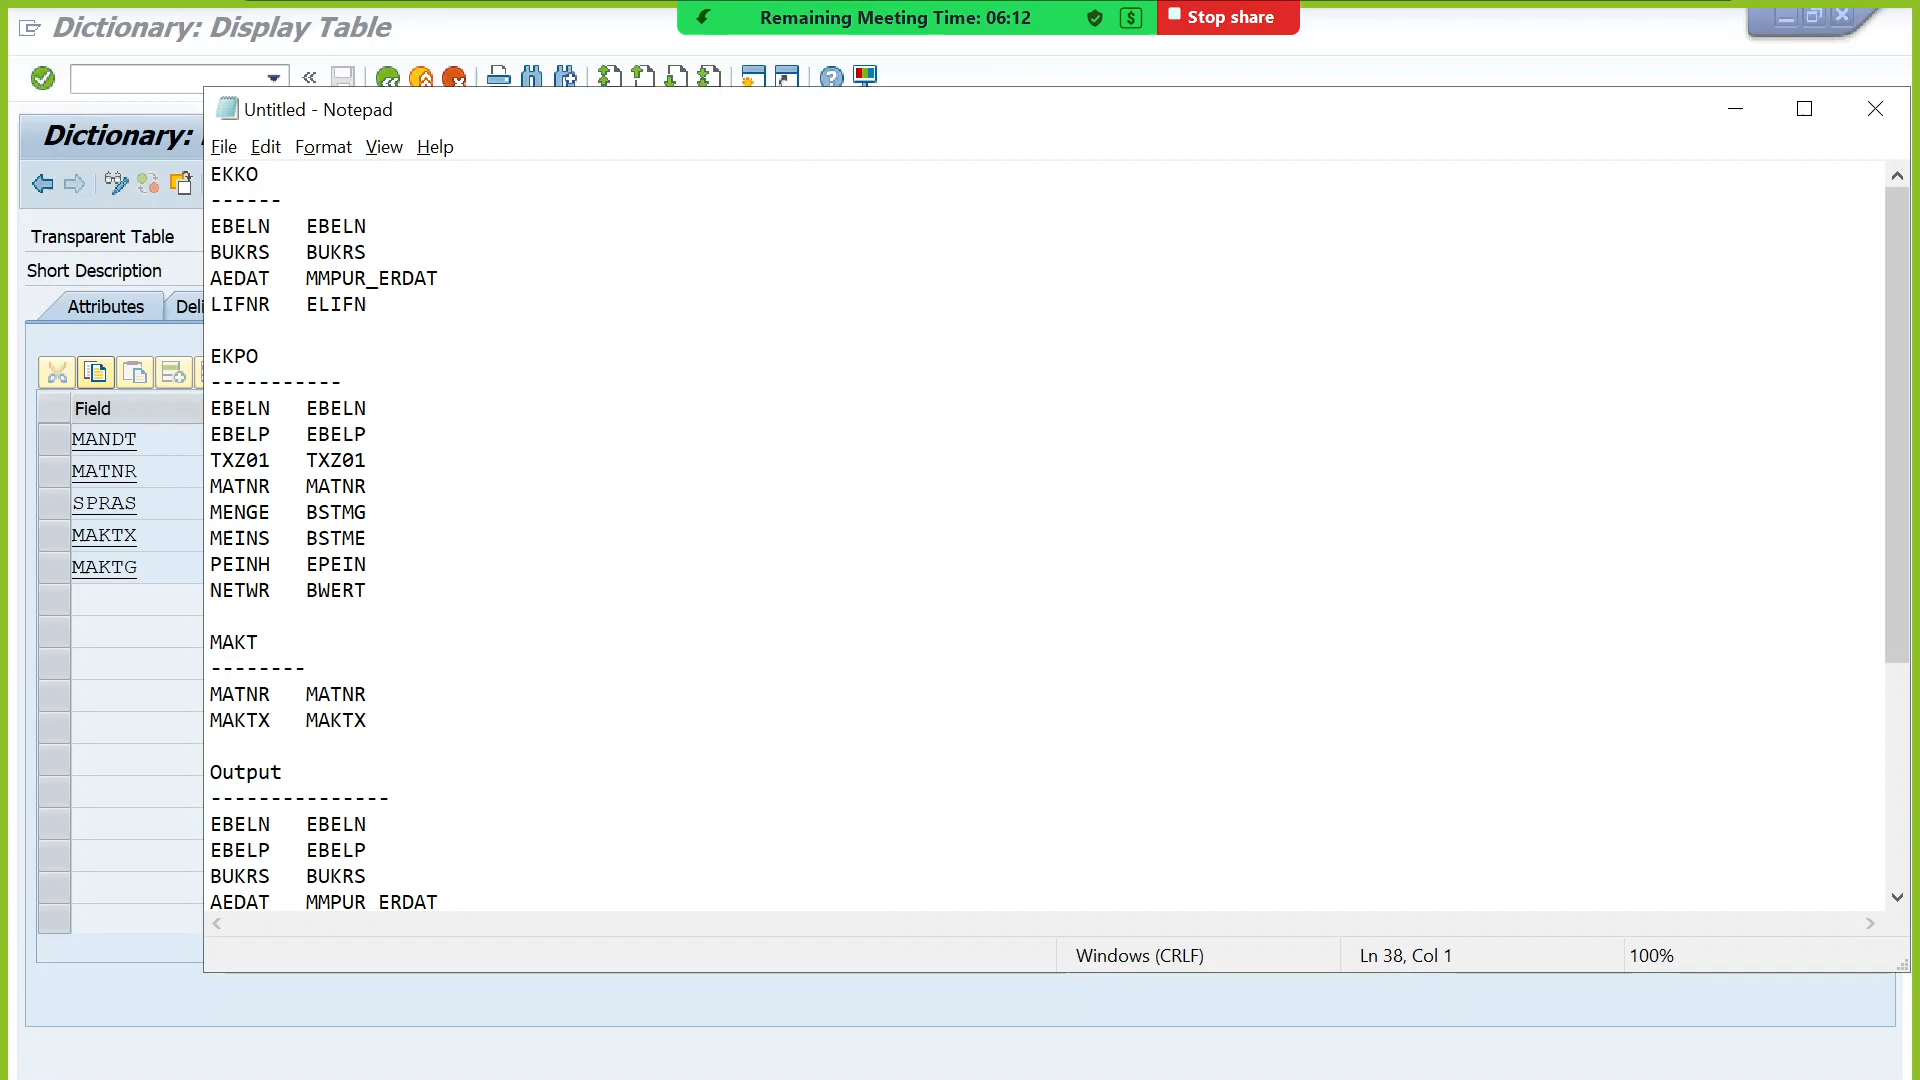 Dictionary: Display Table
Remaining Meeting Time: 06:12
Stop share
Untitled - Notepad
File Edit Format View Help
Dictionary:
Transparent Table
Short Description
Attributes
Deli
Field
MANDT
MATNR
SPRAS
MAKTX
MAKTG
EKKO
------
EBELN EBELN
BUKRS BUKRS
AEDAT MMPUR_ERDAT
LIFNR ELIFN
EKPO
-----------
EBELN EBELN
EBELP EBELP
TXZ01 TXZ01
MATNR MATNR
MENGE BSTMG
MEINS BSTME
PEINH EPEIN
NETWR BWERT
MAKT
--------
MATNR MATNR
MAKTX MAKTX
Output
---------------
EBELN EBELN
EBELP EBELP
BUKRS BUKRS
AEDAT MMPUR_ERDAT
Windows (CRLF)
Ln 38, Col 1
100%